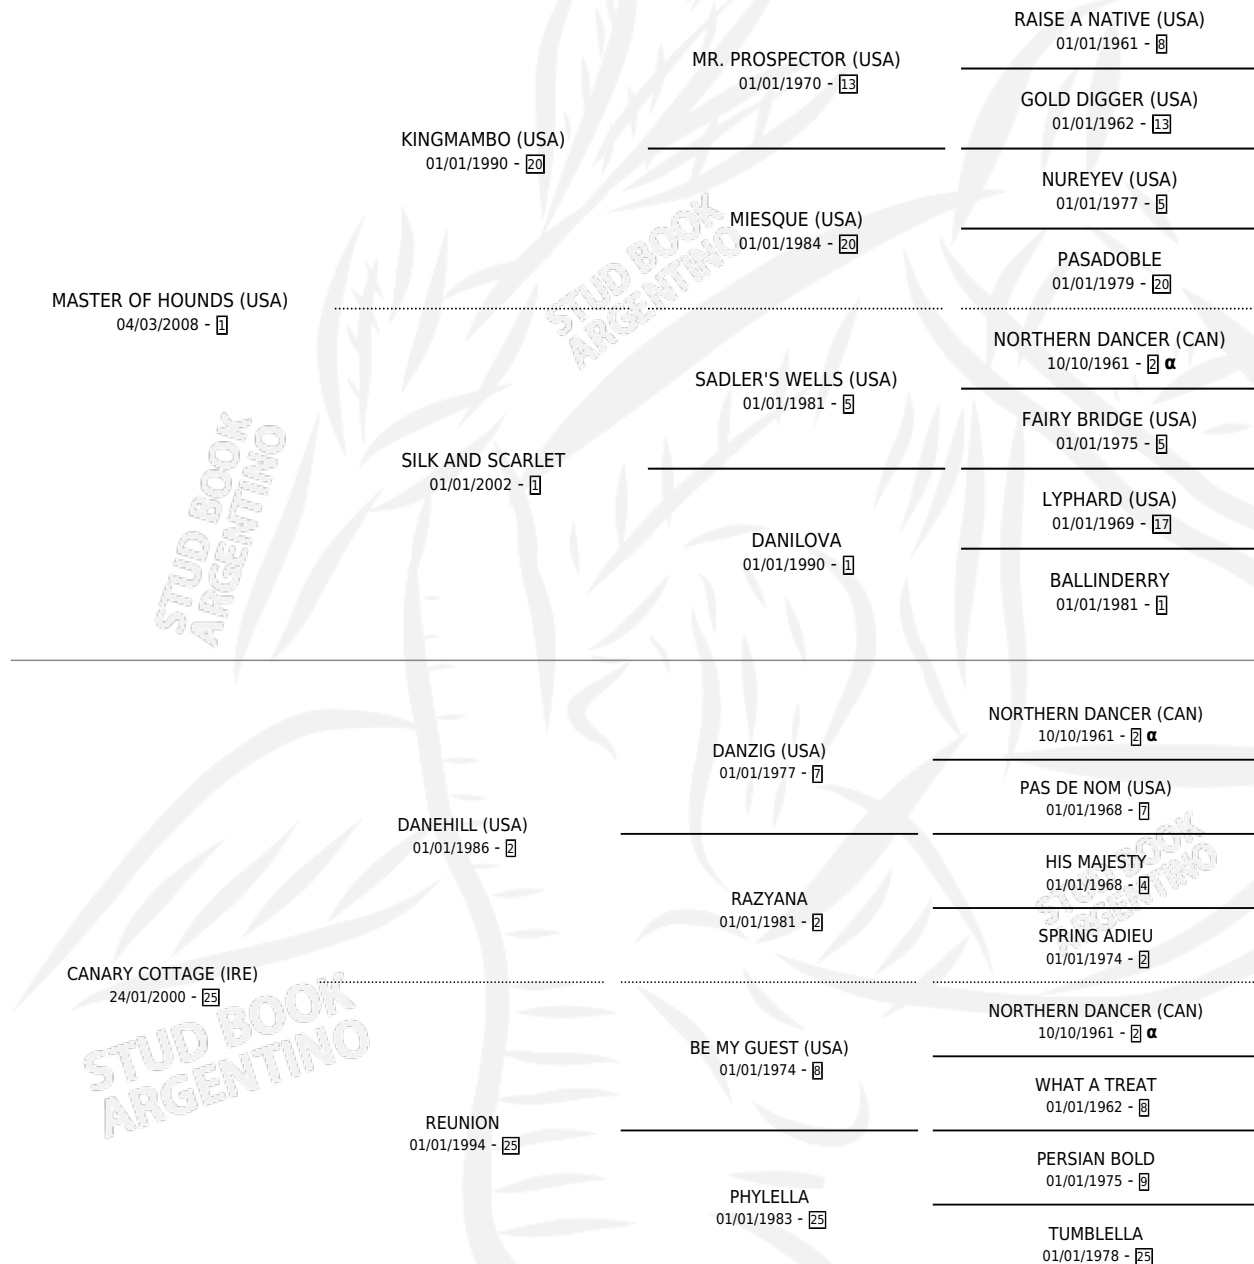 RAISE A NATIVE (USA)
01/01/1961 - 8
MR. PROSPECTOR (USA)
01/01/1970 - 13
GOLD DIGGER (USA)
01/01/1962 - 13
KINGMAMBO (USA)
01/01/1990 - 20
NUREYEV (USA)
01/01/1977 - 5
MIESQUE (USA)
01/01/1984 - 20
PASADOBLE
01/01/1979 - 20
MASTER OF HOUNDS (USA)
04/03/2008 - 1
NORTHERN DANCER (CAN)
10/10/1961 - 2 α
SADLER'S WELLS (USA)
01/01/1981 - 5
FAIRY BRIDGE (USA)
01/01/1975 - 5
SILK AND SCARLET
01/01/2002 - 1
LYPHARD (USA)
01/01/1969 - 17
DANILOVA
01/01/1990 - 1
BALLINDERRY
01/01/1981 - 1
NORTHERN DANCER (CAN)
10/10/1961 - 2 α
DANZIG (USA)
01/01/1977 - 7
PAS DE NOM (USA)
01/01/1968 - 7
DANEHILL (USA)
01/01/1986 - 2
HIS MAJESTY
01/01/1968 - 4
RAZYANA
01/01/1981 - 2
SPRING ADIEU
01/01/1974 - 2
CANARY COTTAGE (IRE)
24/01/2000 - 25
NORTHERN DANCER (CAN)
10/10/1961 - 2 α
BE MY GUEST (USA)
01/01/1974 - 8
WHAT A TREAT
01/01/1962 - 8
REUNION
01/01/1994 - 25
PERSIAN BOLD
01/01/1975 - 9
PHYLELLA
01/01/1983 - 25
TUMBLELLA
01/01/1978 - 25
STUD BOOK
ARGENTINO
STUD BOOK
ARGENTINO
STUD BOOK
ARGENTINO
STUD BOOK
ARGENTINO